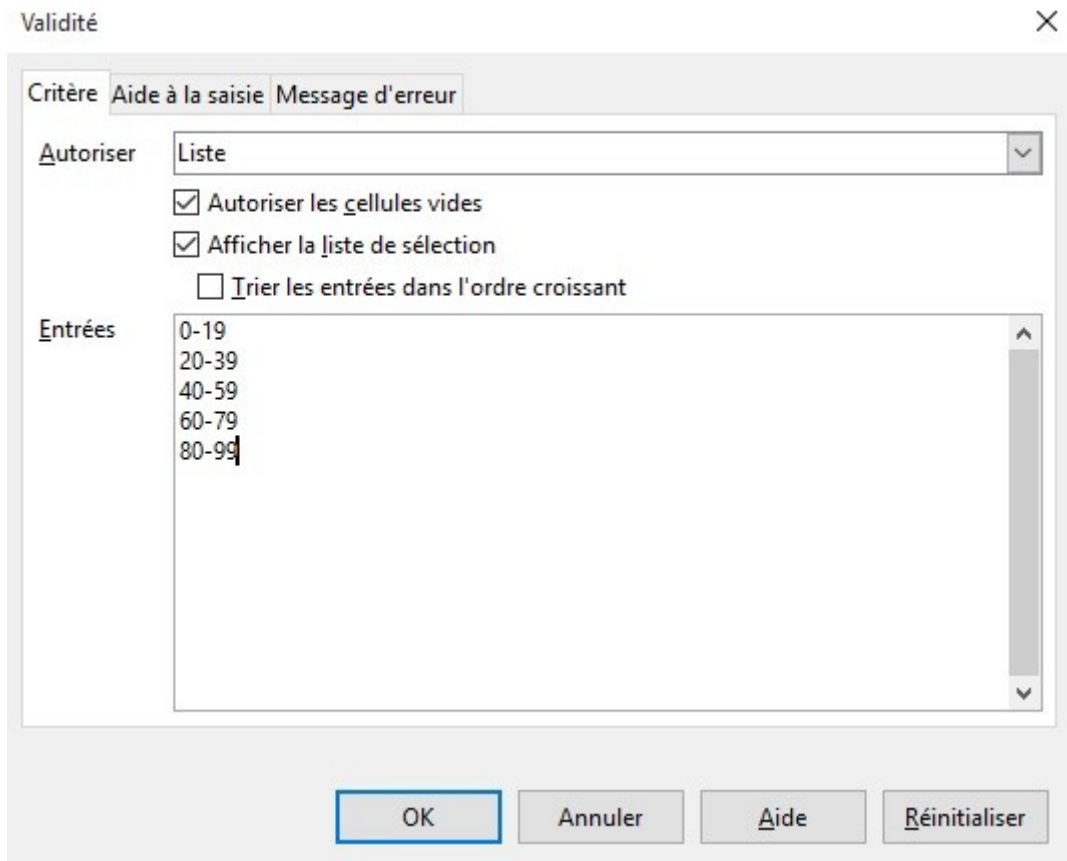 Validité
Critère Aide à la saisie Message d'erreur
Autoriser Liste
Autoriser les cellules vides
Afficher la liste de sélection
Trier les entrées dans l'ordre croissant
Entrées 0-19
20-39
40-59
60-79
80-99
OK Annuler Aide Réinitialiser